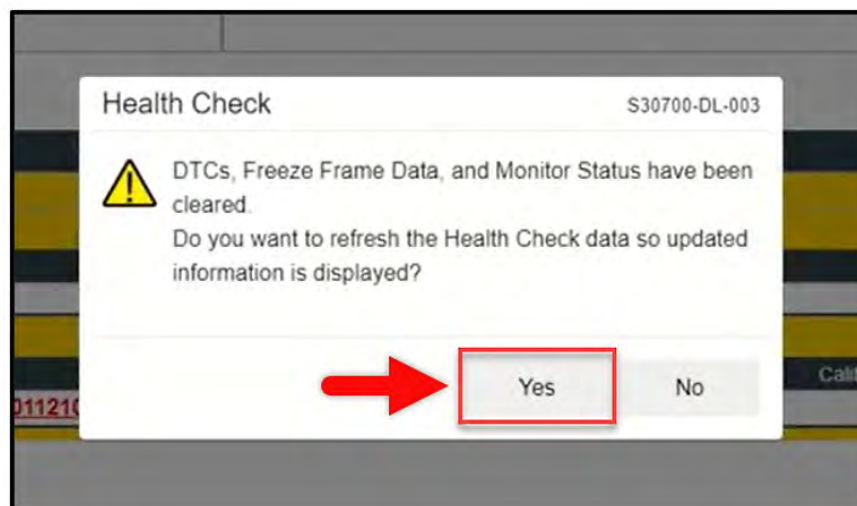 Health Check
S30700-DL-003
DTCs, Freeze Frame Data, and Monitor Status have been
cleared.
Do you want to refresh the Health Check data so updated
information is displayed?
Yes
No